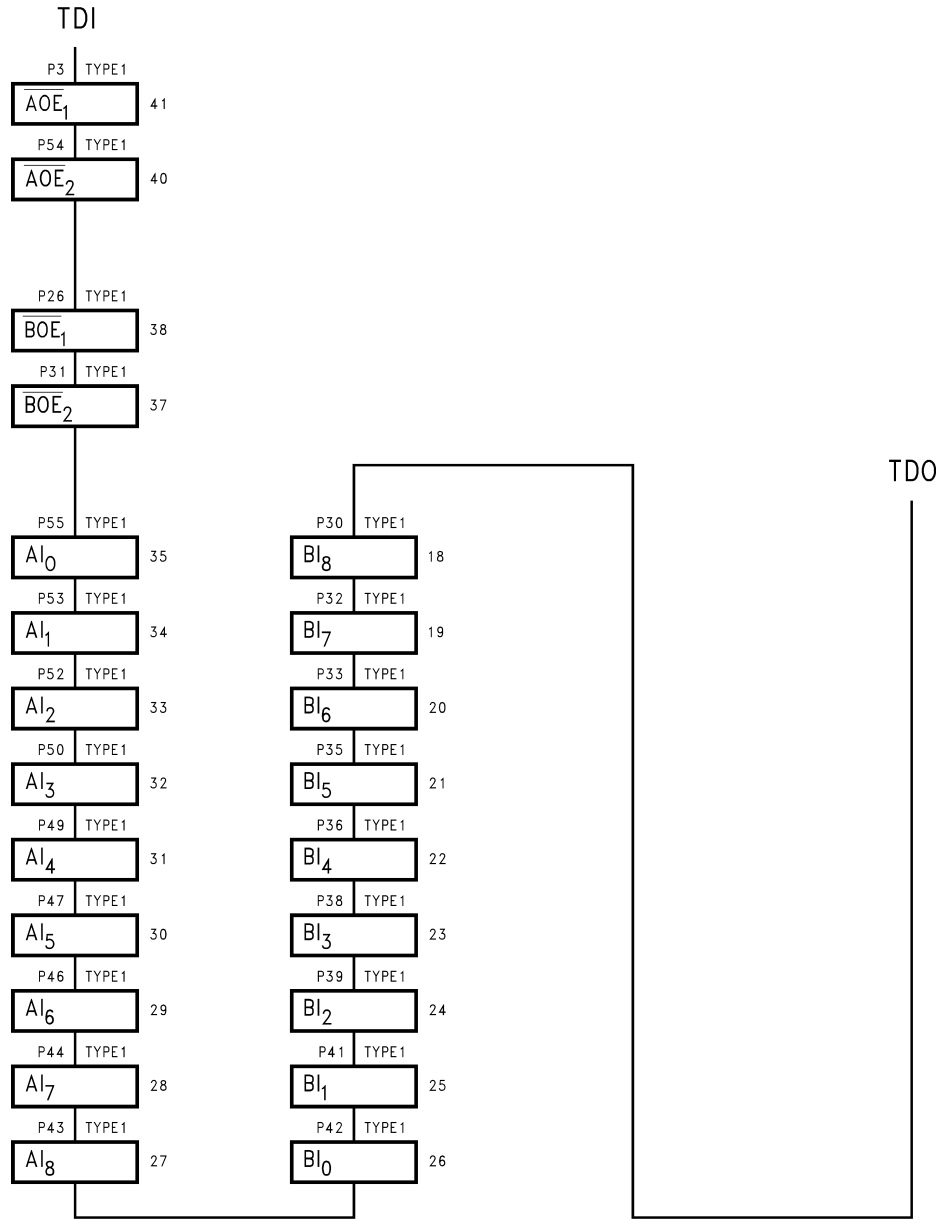 TDI
P3 TYPE1
AOE1 41
P54 TYPE1
AOE2 40
P26 TYPE1
BOE1 38
P31 TYPE1
BOE2 37
P55 TYPE1
AI0 35
P53 TYPE1
AI1 34
P52 TYPE1
AI2 33
P50 TYPE1
AI3 32
P49 TYPE1
AI4 31
P47 TYPE1
AI5 30
P46 TYPE1
AI6 29
P44 TYPE1
AI7 28
P43 TYPE1
AI8 27
P30 TYPE1
BI8 18
P32 TYPE1
BI7 19
P33 TYPE1
BI6 20
P35 TYPE1
BI5 21
P36 TYPE1
BI4 22
P38 TYPE1
BI3 23
P39 TYPE1
BI2 24
P41 TYPE1
BI1 25
P42 TYPE1
BI0 26
TDO